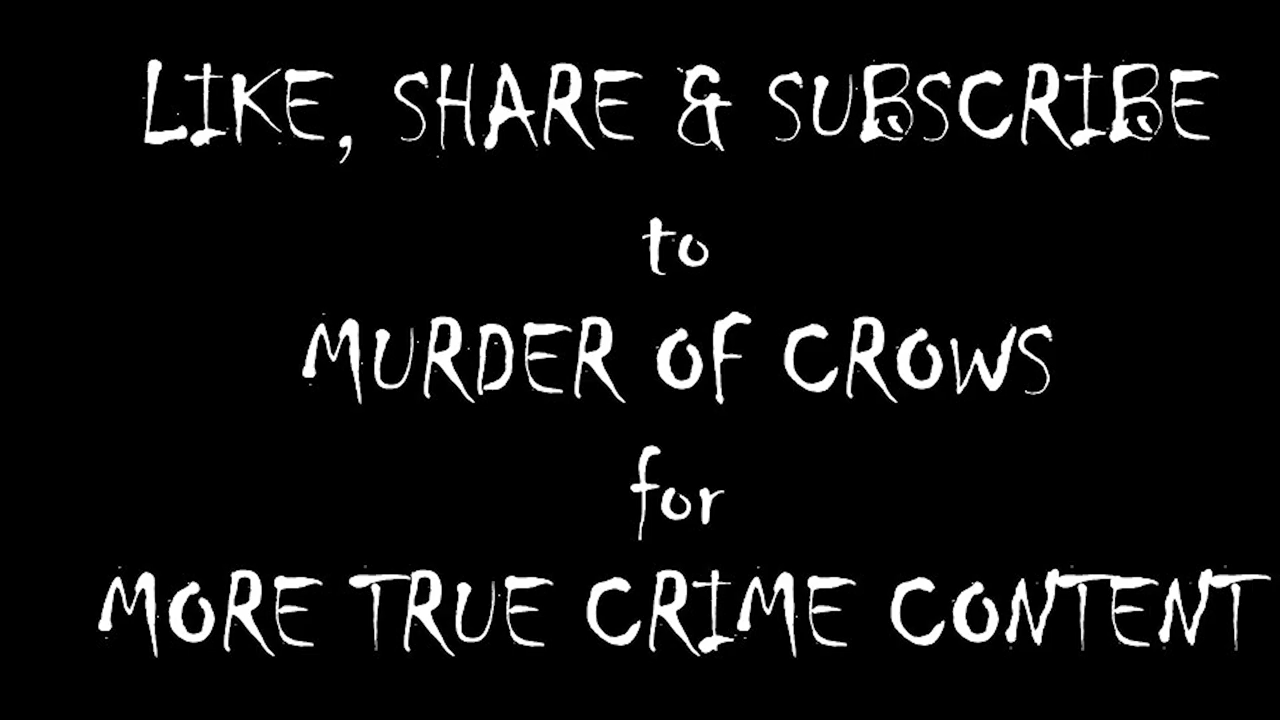 LIKE, SHARE & SUBSCRIBE
to
MURDER OF CROWS
for
MORE TRUE CRIME CONTENT